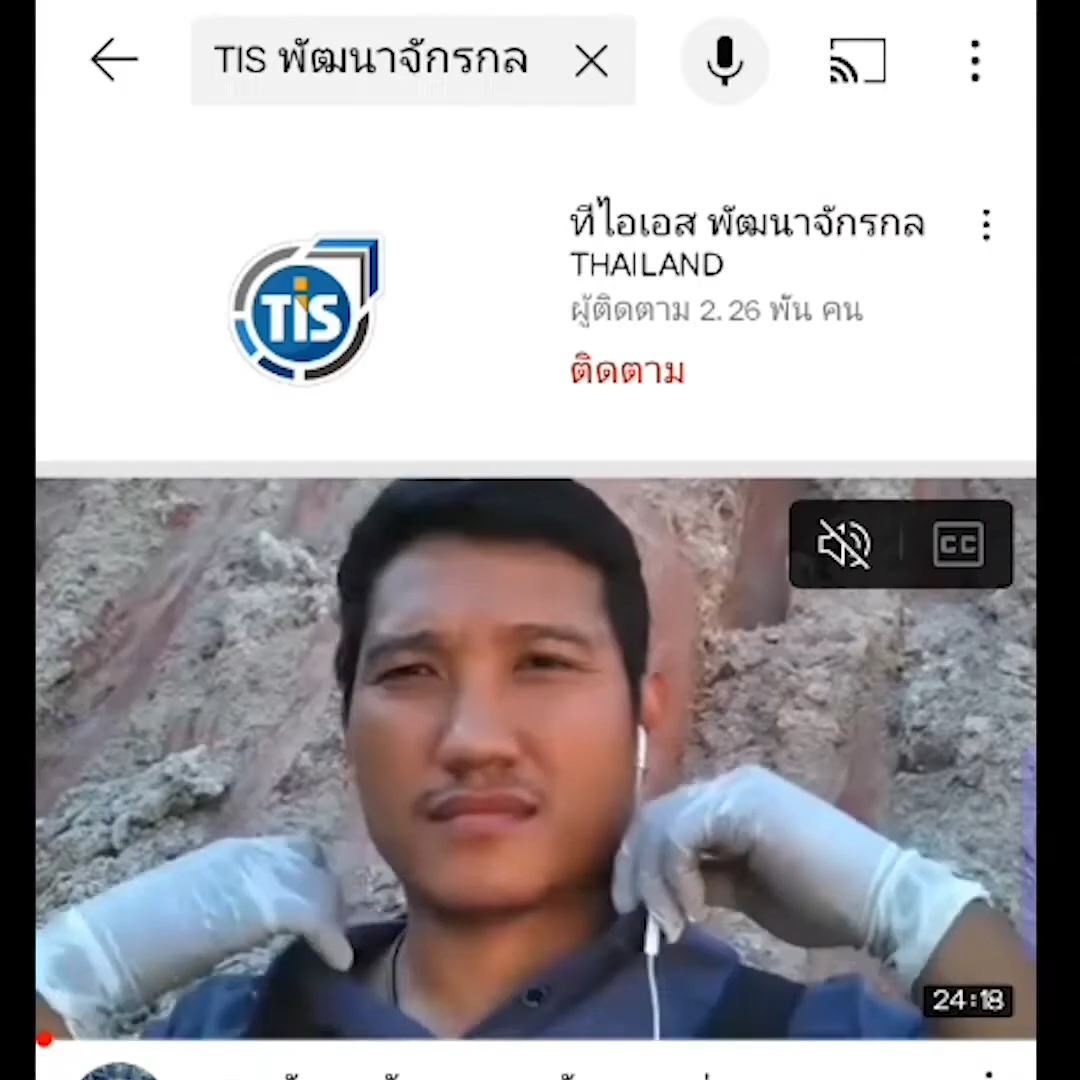 TIS พัฒนาจักรกล
ทีไอเอส พัฒนาจักรกล
THAILAND
ผู้ติดตาม 2.26 พัน คน
TiS
ติดตาม
CC
24:18